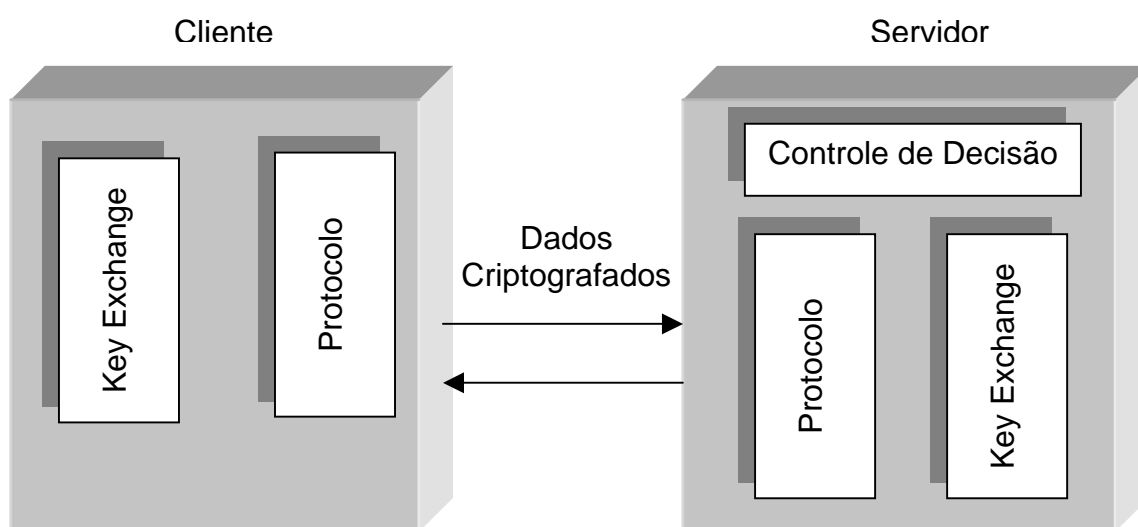 Cliente
Servidor
Key Exchange
Protocolo
Dados
Criptografados
Controle de Decisão
Protocolo
Key Exchange